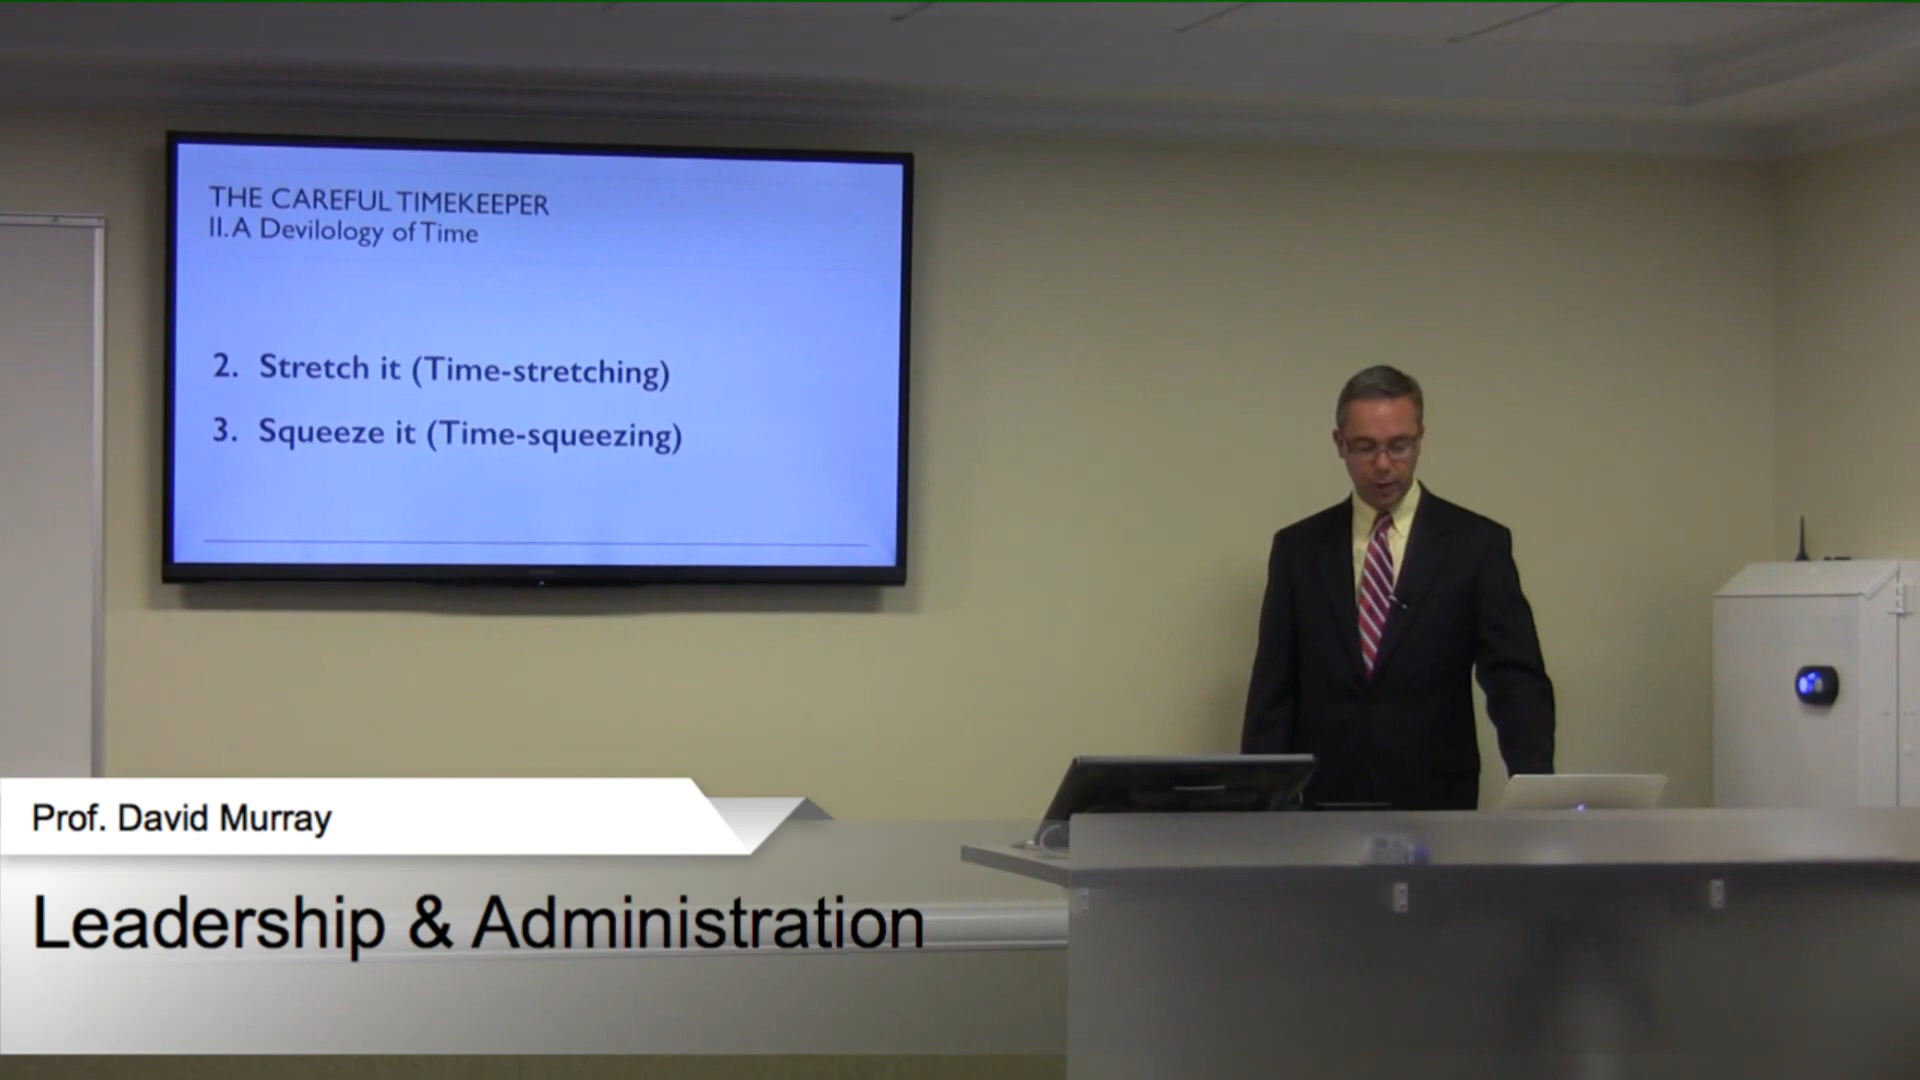 THE CAREFUL TIMEKEEPER
II. A Devilology of Time
2. Stretch it (Time-stretching)
3. Squeeze it (Time-squeezing)
Prof. David Murray
Leadership & Administration